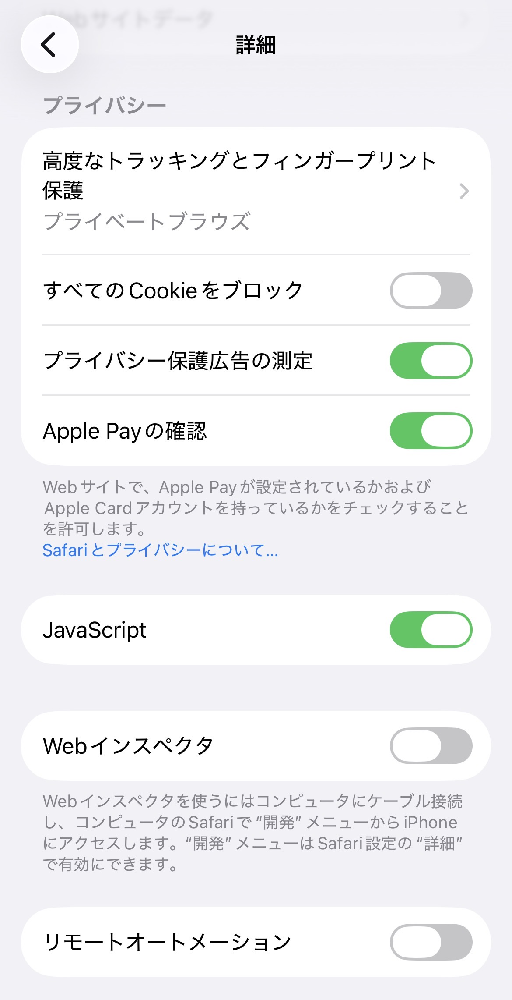 Webサイトデータ
詳細
プライバシー
高度なトラッキングとフィンガープリント
保護
プライベートブラウズ
すべてのCookieをブロック
プライバシー保護広告の測定
Apple Payの確認
Webサイトで、Apple Payが設定されているかおよび
Apple Cardアカウントを持っているかをチェックすること
を許可します。
Safariとプライバシーについて...
JavaScript
Webインスペクタ
Webインスペクタを使うにはコンピュータにケーブル接続
し、コンピュータのSafariで“開発”メニューからiPhone
にアクセスします。“開発”メニューはSafari設定の“詳細”
で有効にできます。
リモートオートメーション